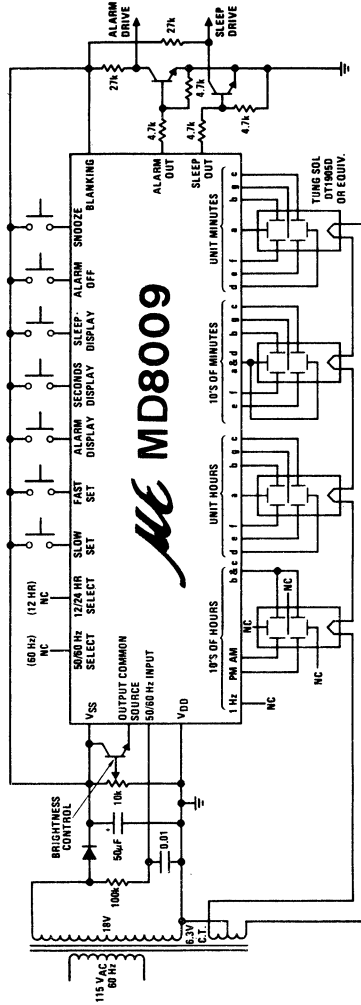 ALARM
DRIVE
SLEEP
DRIVE
27k
27k
4.7k
4.7k
4.7k
4.7k
SNOOZE
ALARM
OFF
SLEEP·
DISPLAY
SECONDS
DISPLAY
ALARM
DISPLAY
FAST
SET
SLOW
SET
(12 HR)
NC
12/24 HR
SELECT
(60 Hz)
NC
50/60 Hz
SELECT
BLANKING
ALARM
OUT
SLEEP
OUT
MD8009
VSS
OUTPUT COMMON
SOURCE
50/60 Hz INPUT
VDD
BRIGHTNESS
CONTROL
10k
50μF
+
100k
0.01
18V
6.3V
C.T.
115 VAC
60 Hz
10'S OF HOURS
UNIT HOURS
10'S OF MINUTES
UNIT MINUTES
1 Hz
PM AM
b&c
e d c f a b g c
e f a&d b g c
d e f a b g c
NC
NC
NC
NC
TUNG SOL
DT1905D
OR EQUIV.